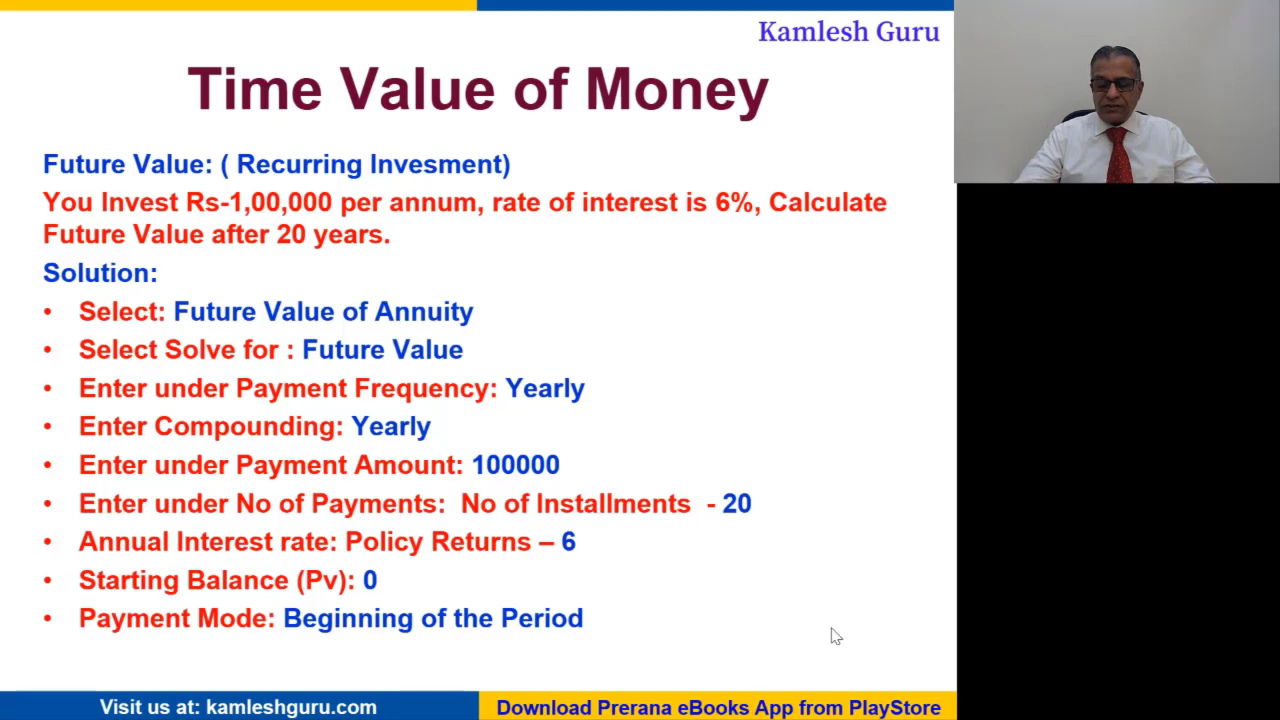 Kamlesh Guru
Time Value of Money
Future Value: ( Recurring Invesment)
You Invest Rs-1,00,000 per annum, rate of interest is 6%, Calculate
Future Value after 20 years.
Solution:
• Select: Future Value of Annuity
• Select Solve for : Future Value
• Enter under Payment Frequency: Yearly
• Enter Compounding: Yearly
• Enter under Payment Amount: 100000
• Enter under No of Payments: No of Installments - 20
• Annual Interest rate: Policy Returns – 6
• Starting Balance (Pv): 0
• Payment Mode: Beginning of the Period
Visit us at: kamleshguru.com
Download Prerana eBooks App from PlayStore